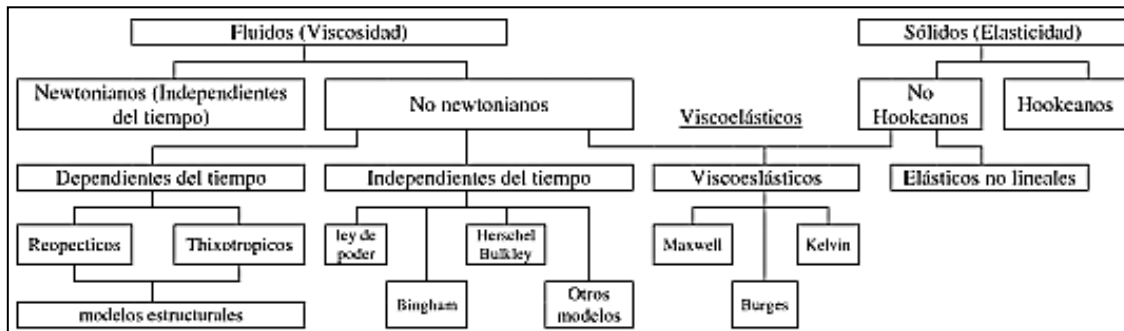 Fluidos (Viscosidad)
Sólidos (Elasticidad)
Newtonianos (Independientes
del tiempo)
No newtonianos
Viscoelásticos
No
Hookeanos
Hookeanos
Dependientes del tiempo
Independientes del tiempo
Viscoeslásticos
Elásticos no lineales
Reopecticos
Thixotropicos
ley de
poder
Herschel
Bulkley
Maxwell
Kelvin
modelos estructurales
Bingham
Otros
modelos
Burges